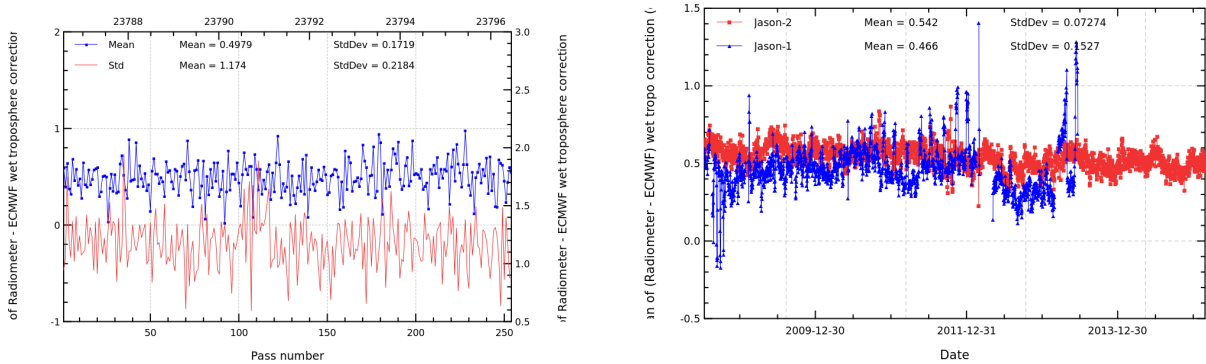 23788 23790 23792 23794 23796
2 3.0
Mean Mean = 0.4979 StdDev = 0.1719
Std Mean = 1.174 StdDev = 0.2184
2.5
1 2.0
1.5
0 1.0
-1 0.5
50 100 150 200 250
Pass number
of Radiometer - ECMWF wet troposphere correction
of Radiometer - ECMWF wet troposphere correction
1.5
Jason-2 Mean = 0.542 StdDev = 0.07274
Jason-1 Mean = 0.466 StdDev = 0.1527
1.0
0.5
0.0
-0.5
2009-12-30 2011-12-31 2013-12-30
Date
of (Radiometer - ECMWF) wet tropo correction (